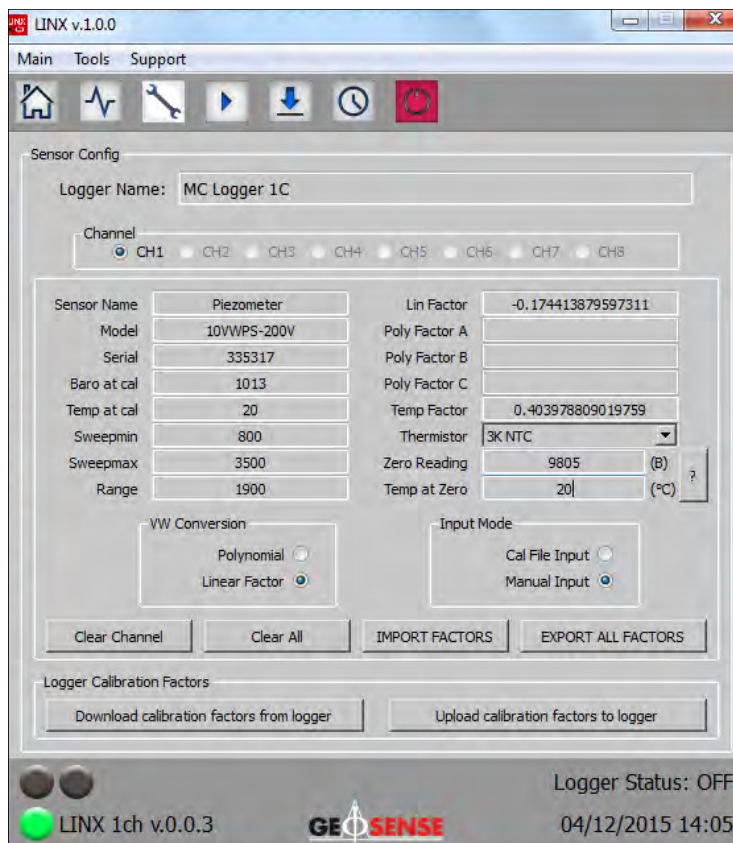 LINX v.1.0.0
Main Tools Support
Sensor Config
Logger Name: MC Logger 1C
Channel
CH1 CH2 CH3 CH4 CH5 CH6 CH7 CH8
Sensor Name Piezometer Lin Factor -0.174413879597311
Model 10VWPS-200V Poly Factor A
Serial 335317 Poly Factor B
Baro at cal 1013 Poly Factor C
Temp at cal 20 Temp Factor 0.403978809019759
Sweepmin 800 Thermistor 3K NTC
Sweepmax 3500 Zero Reading 9805 (B) ?
Range 1900 Temp at Zero 20 (°C)
VW Conversion Input Mode
Polynomial Cal File Input
Linear Factor Manual Input
Clear Channel Clear All IMPORT FACTORS EXPORT ALL FACTORS
Logger Calibration Factors
Download calibration factors from logger Upload calibration factors to logger
Logger Status: OFF
LINX 1ch v.0.0.3 GEOSENSE 04/12/2015 14:05